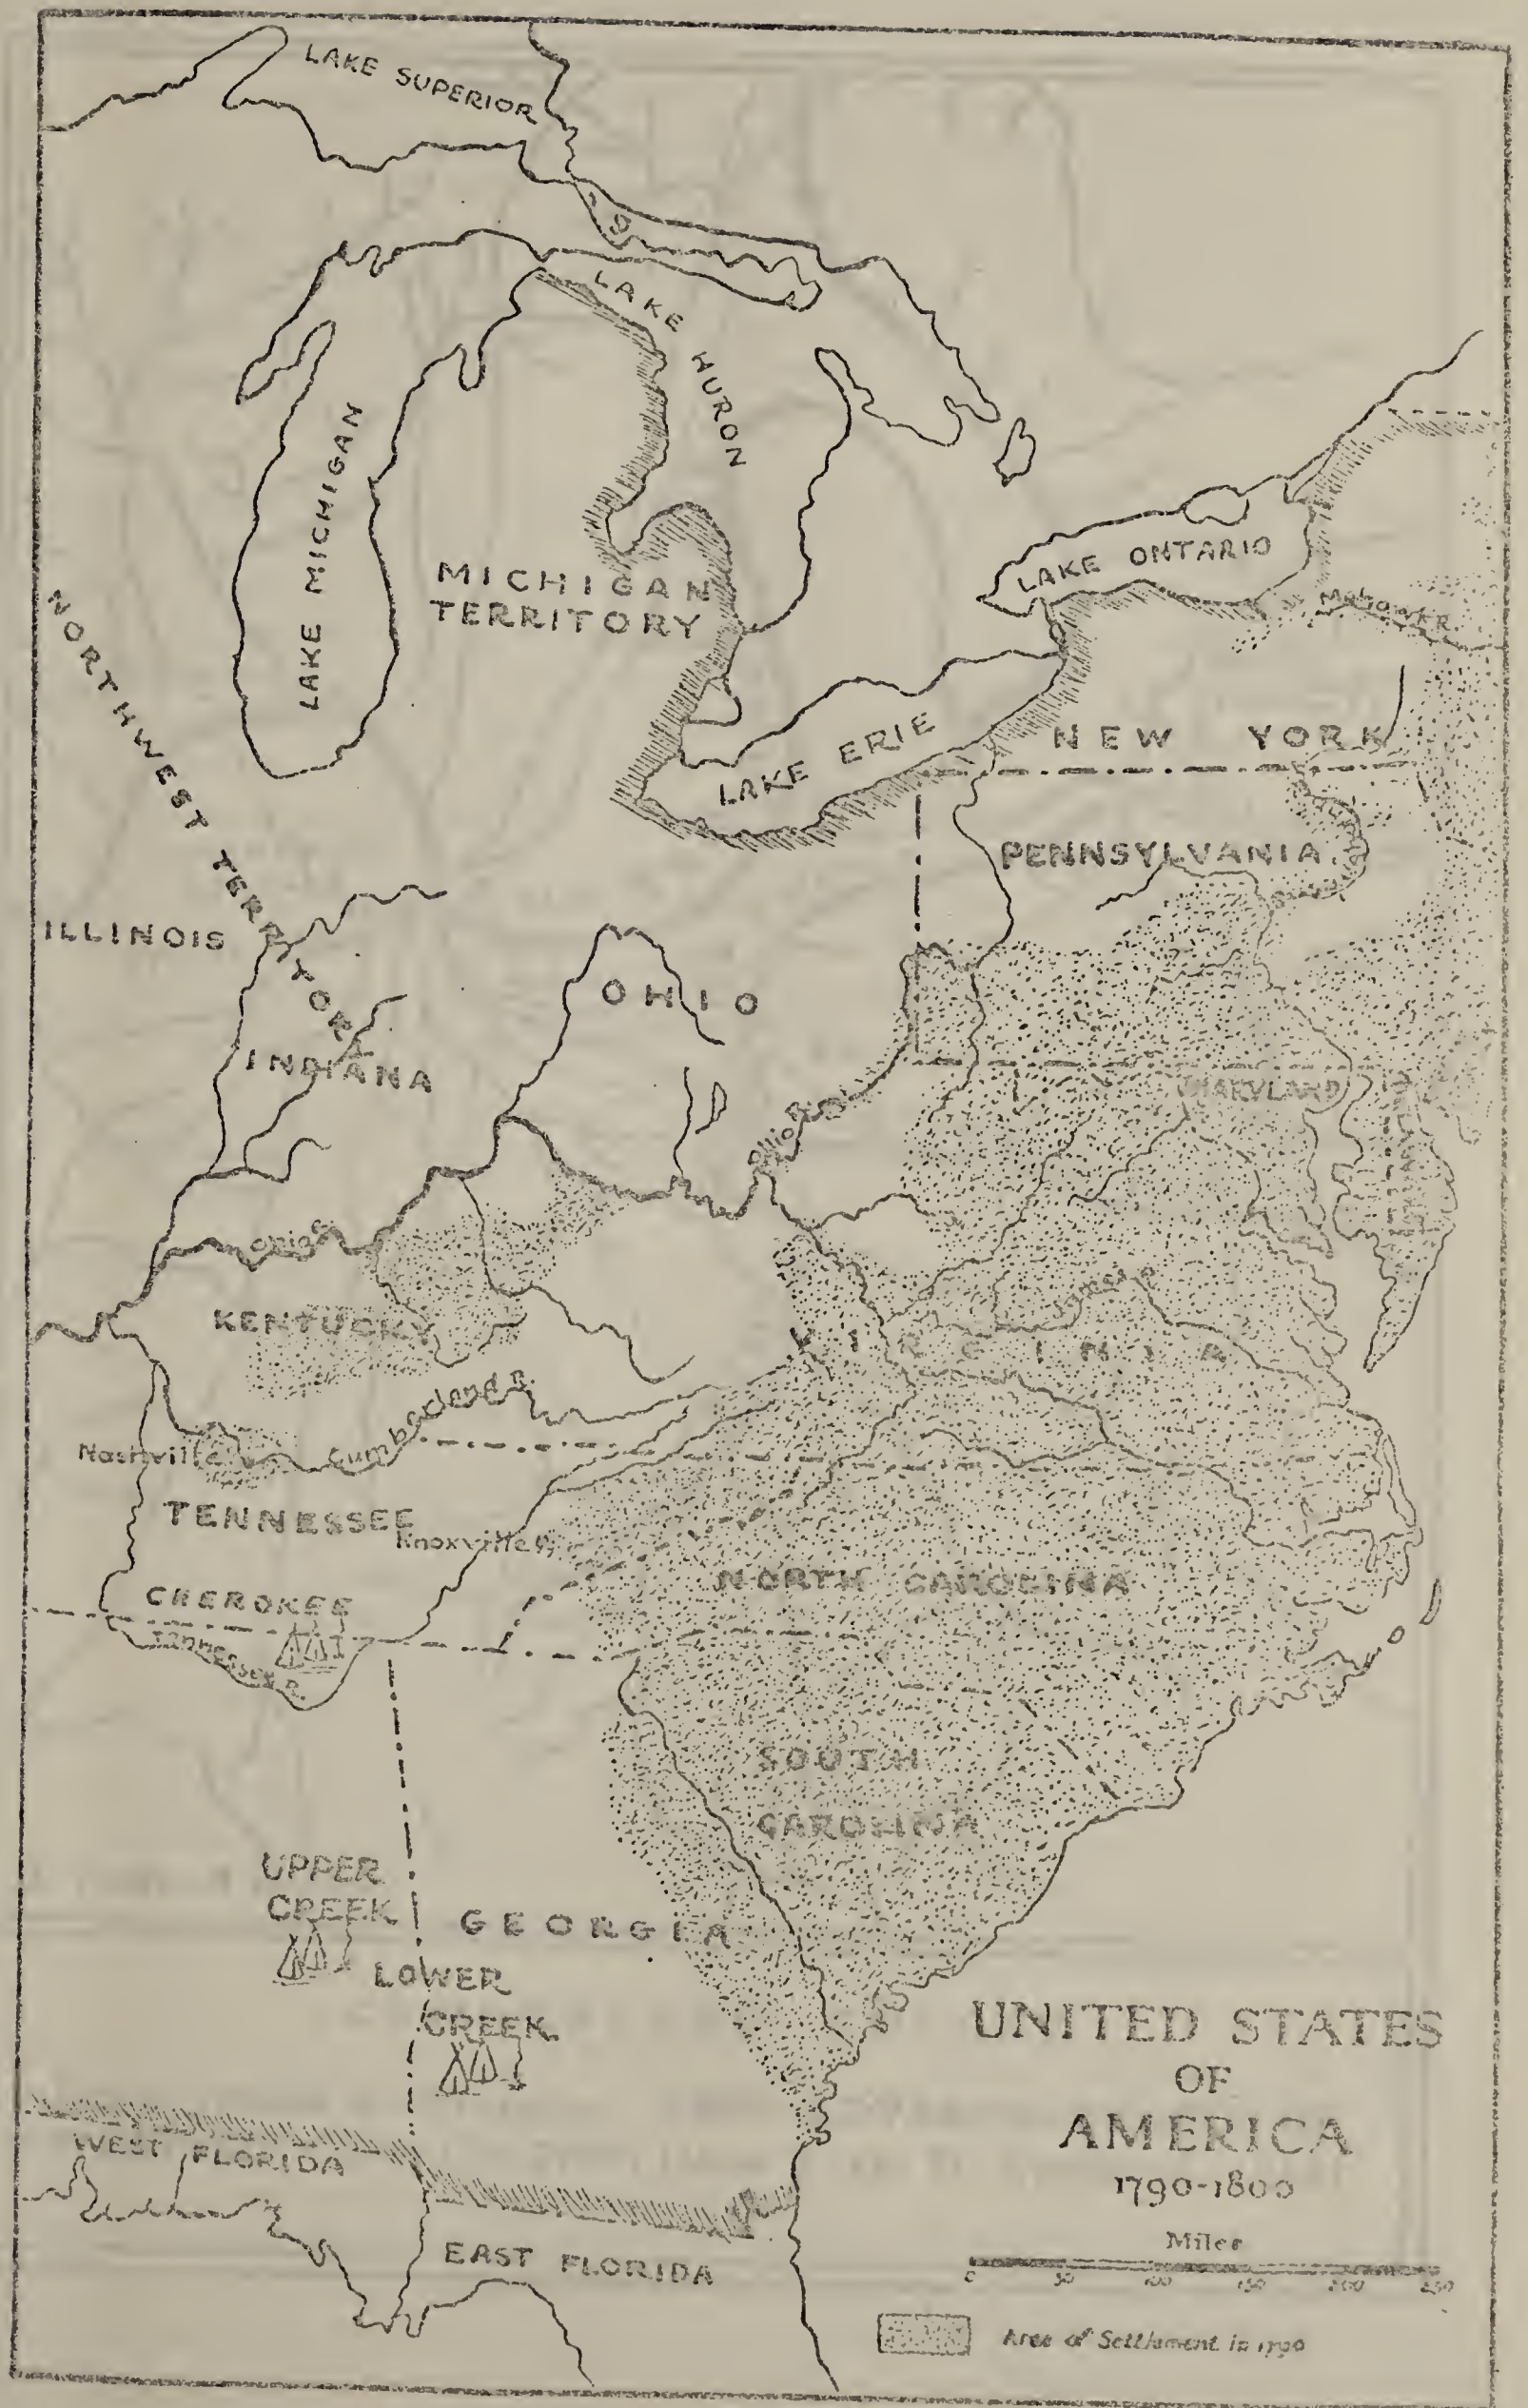 LAKE SUPERIOR
LAKE HURON
LAKE MICHIGAN
MICHIGAN
TERRITORY
LAKE ONTARIO
Mohawk R.
LAKE ERIE
NEW YORK
NORTHWEST TERRITORY
PENNSYLVANIA
ILLINOIS
OHIO
INDIANA
MARYLAND
Ohio R.
Ohio R.
James R.
KENTUCKY
VIRGINIA
Cumberland R.
Nashville
TENNESSEE
Knoxville
NORTH CAROLINA
CHEROKEE
Tennessee R.
SOUTH
CAROLINA
UPPER
CREEK
GEORGIA
LOWER
CREEK
WEST FLORIDA
EAST FLORIDA
UNITED STATES
OF
AMERICA
1790-1800
Miles
0 50 100 150 200 250
Area of Settlement in 1790